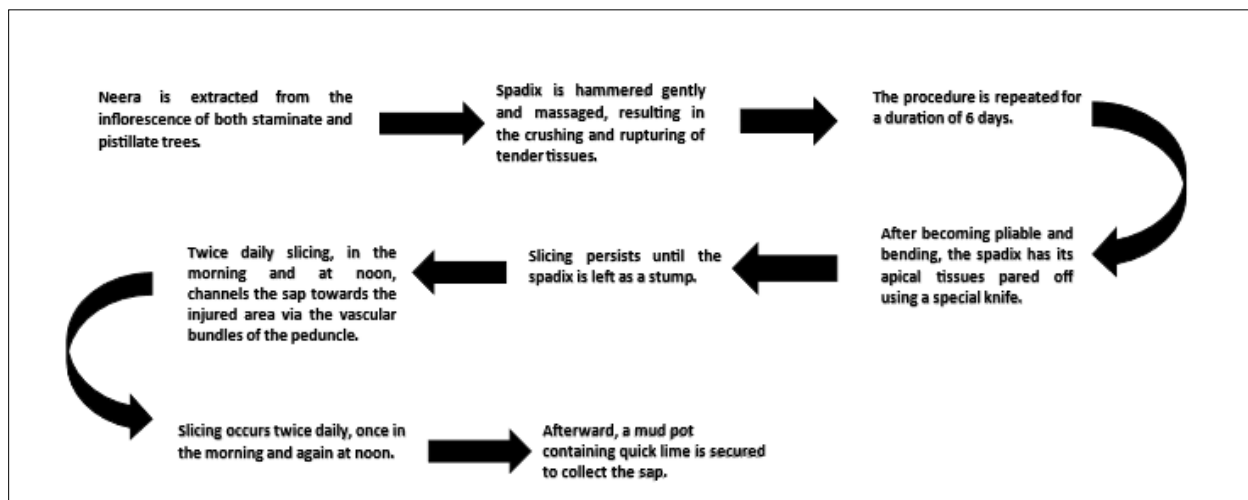 Neera is extracted from the
inflorescence of both staminate and
pistillate trees.
Spadix is hammered gently
and massaged, resulting in
the crushing and rupturing of
tender tissues.
The procedure is repeated for
a duration of 6 days.
After becoming pliable and
bending, the spadix has its
apical tissues pared off
using a special knife.
Slicing persists until the
spadix is left as a stump.
Twice daily slicing, in the
morning and at noon,
channels the sap towards the
injured area via the vascular
bundles of the peduncle.
Slicing occurs twice daily, once in
the morning and again at noon.
Afterward, a mud pot
containing quick lime is secured
to collect the sap.